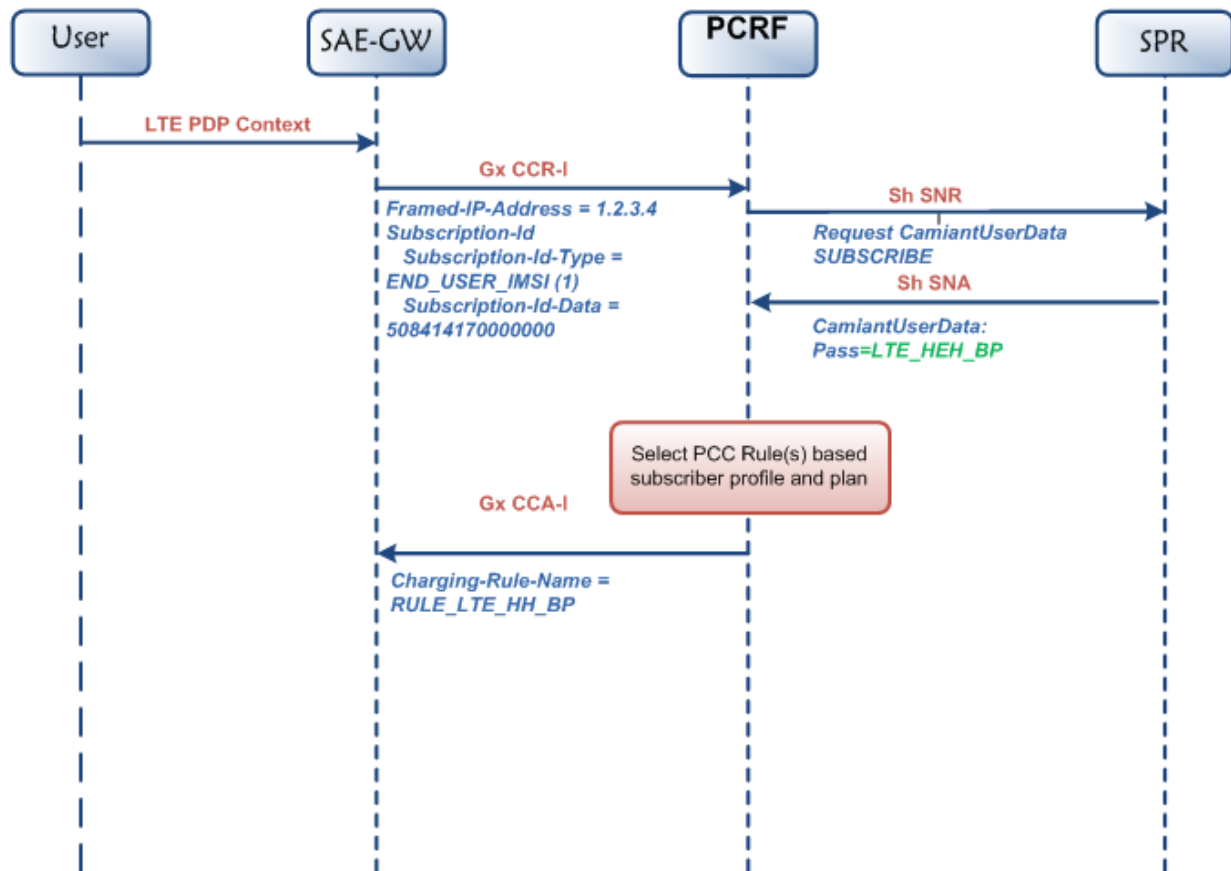 User
SAE-GW
PCRF
SPR
LTE PDP Context
Gx CCR-I
Framed-IP-Address = 1.2.3.4
Subscription-Id
Subscription-Id-Type =
END_USER_IMSI (1)
Subscription-Id-Data =
508414170000000
Sh SNR
Request CamiantUserData
SUBSCRIBE
Sh SNA
CamiantUserData:
Pass=LTE_HEH_BP
Select PCC Rule(s) based
subscriber profile and plan
Gx CCA-I
Charging-Rule-Name =
RULE_LTE_HH_BP